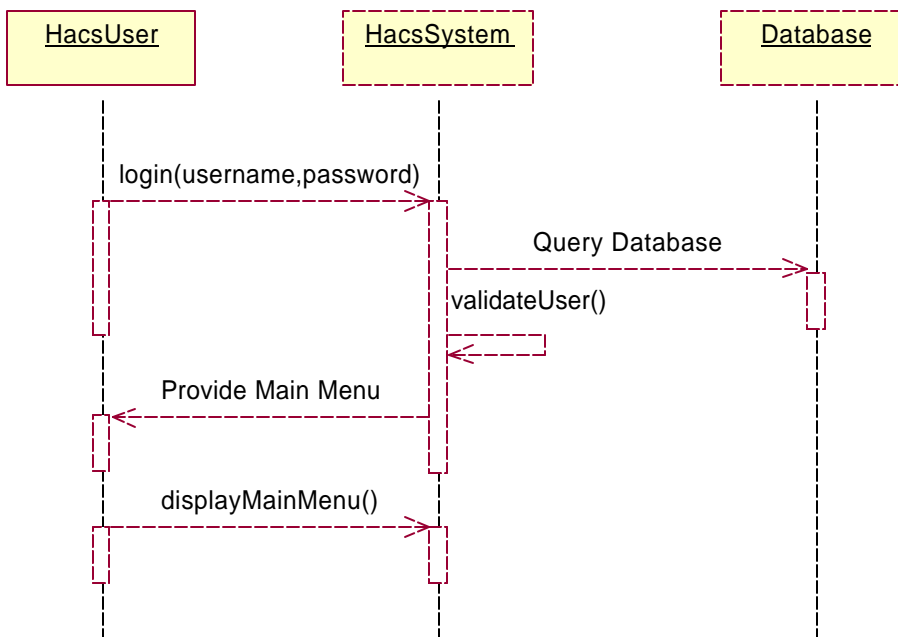 HacsUser
HacsSystem
Database
login(username,password)
Query Database
validateUser()
Provide Main Menu
displayMainMenu()